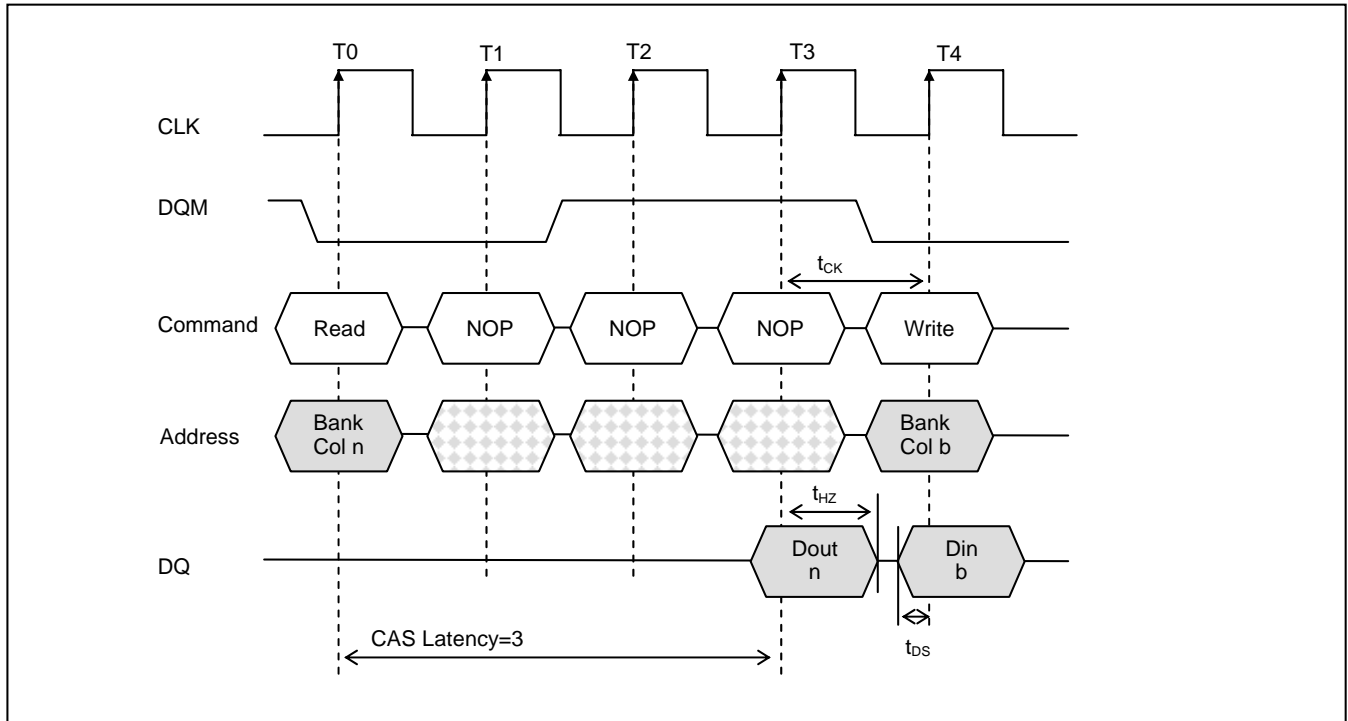 T0 T1 T2 T3 T4
CLK
DQM
tCK
Command Read NOP NOP NOP Write
Address
Bank
Col n
Bank
Col b
tHZ
DQ
Dout
n
Din
b
CAS Latency=3
tDS